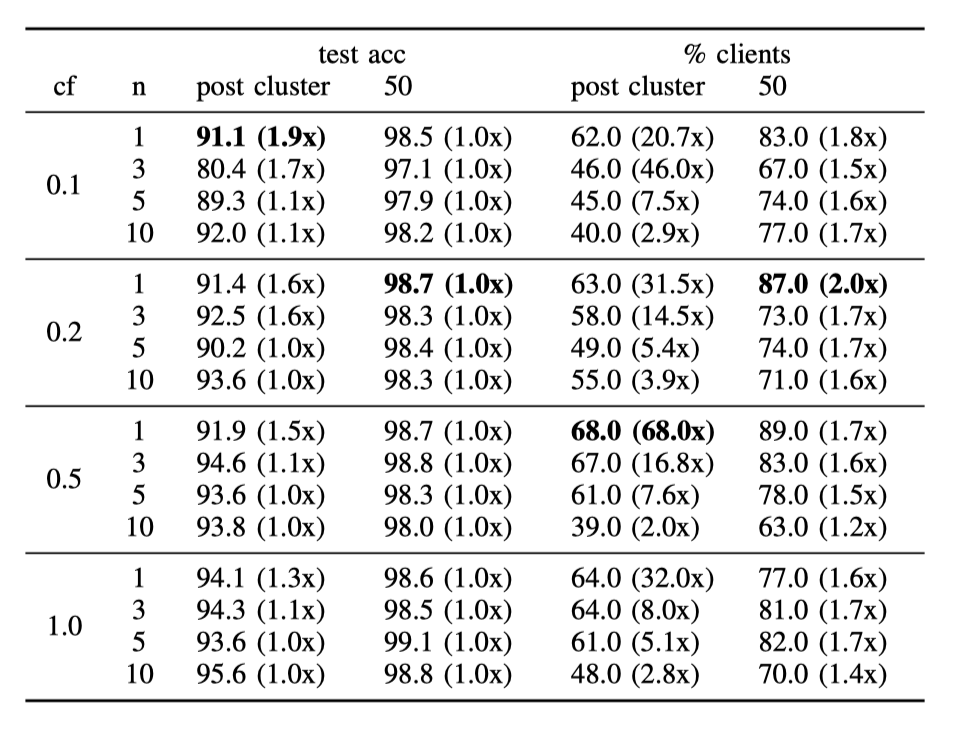 test acc % clients
cf n post cluster 50 post cluster 50
1 91.1 (1.9x) 98.5 (1.0x) 62.0 (20.7x) 83.0 (1.8x)
3 80.4 (1.7x) 97.1 (1.0x) 46.0 (46.0x) 67.0 (1.5x)
0.1
5 89.3 (1.1x) 97.9 (1.0x) 45.0 (7.5x) 74.0 (1.6x)
10 92.0 (1.1x) 98.2 (1.0x) 40.0 (2.9x) 77.0 (1.7x)
1 91.4 (1.6x) 98.7 (1.0x) 63.0 (31.5x) 87.0 (2.0x)
3 92.5 (1.6x) 98.3 (1.0x) 58.0 (14.5x) 73.0 (1.7x)
0.2
5 90.2 (1.0x) 98.4 (1.0x) 49.0 (5.4x) 74.0 (1.7x)
10 93.6 (1.0x) 98.3 (1.0x) 55.0 (3.9x) 71.0 (1.6x)
1 91.9 (1.5x) 98.7 (1.0x) 68.0 (68.0x) 89.0 (1.7x)
3 94.6 (1.1x) 98.8 (1.0x) 67.0 (16.8x) 83.0 (1.6x)
0.5
5 93.6 (1.0x) 98.3 (1.0x) 61.0 (7.6x) 78.0 (1.5x)
10 93.8 (1.0x) 98.0 (1.0x) 39.0 (2.0x) 63.0 (1.2x)
1 94.1 (1.3x) 98.6 (1.0x) 64.0 (32.0x) 77.0 (1.6x)
3 94.3 (1.1x) 98.5 (1.0x) 64.0 (8.0x) 81.0 (1.7x)
1.0
5 93.6 (1.0x) 99.1 (1.0x) 61.0 (5.1x) 82.0 (1.7x)
10 95.6 (1.0x) 98.8 (1.0x) 48.0 (2.8x) 70.0 (1.4x)